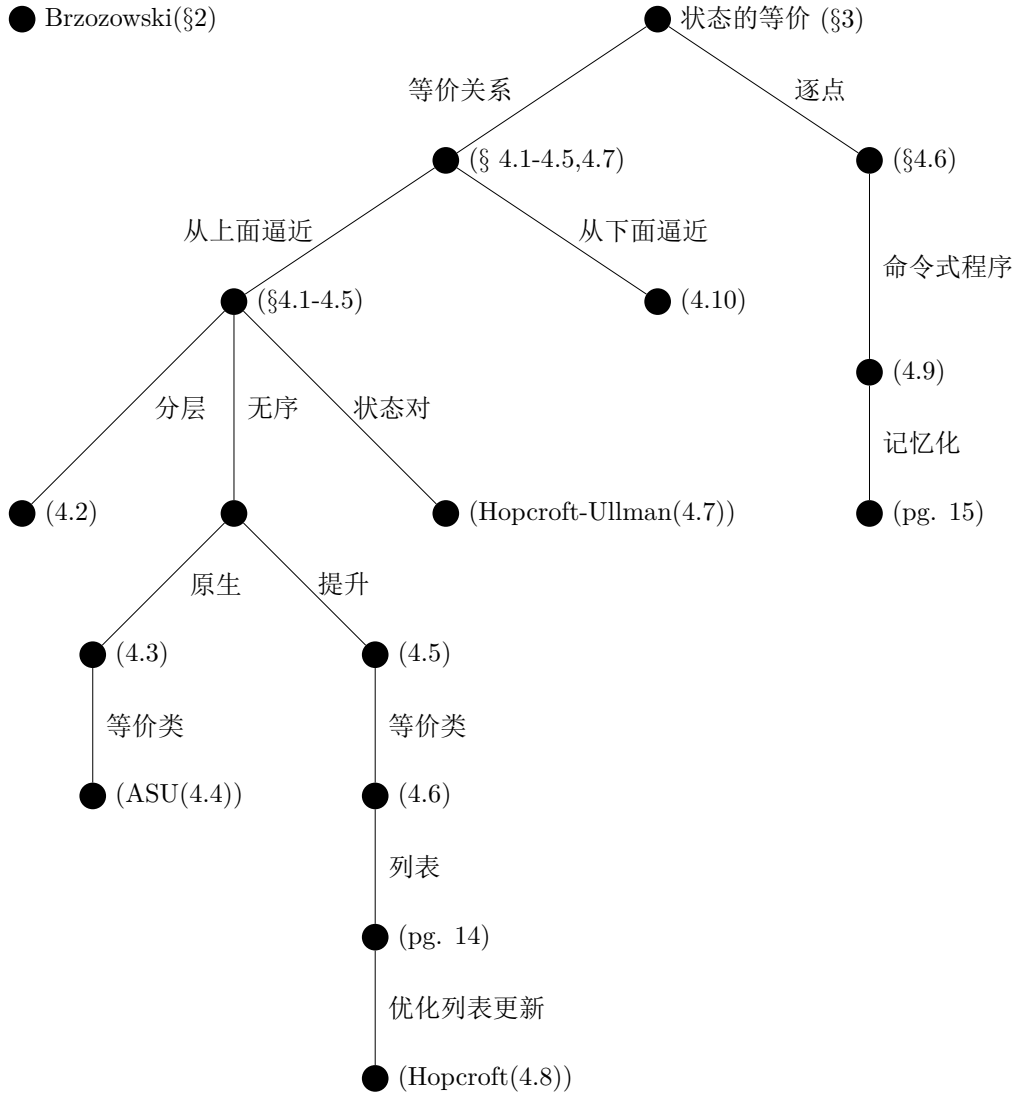 Brzozowski(§2)
状态的等价 (§3)
等价关系
逐点
(§ 4.1-4.5,4.7)
(§4.6)
从上面逼近
从下面逼近
命令式程序
(§4.1-4.5)
(4.10)
(4.9)
分层
无序
状态对
记忆化
(4.2)
(Hopcroft-Ullman(4.7))
(pg. 15)
原生
提升
(4.3)
(4.5)
等价类
等价类
(ASU(4.4))
(4.6)
列表
(pg. 14)
优化列表更新
(Hopcroft(4.8))